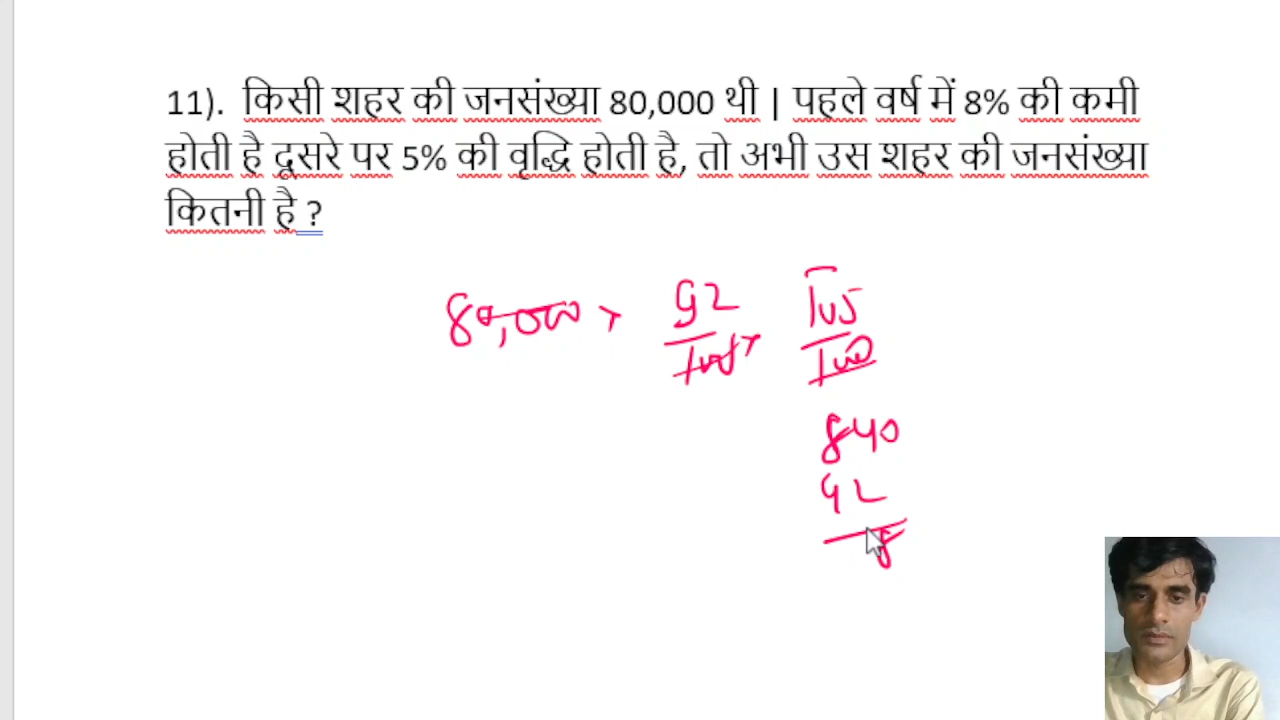 11). किसी शहर की जनसंख्या 80,000 थी | पहले वर्ष में 8% की कमी
होती है दूसरे पर 5% की वृद्धि होती है, तो अभी उस शहर की जनसंख्या
कितनी है ?
80,000 × 92 105
100 × 100
840
92